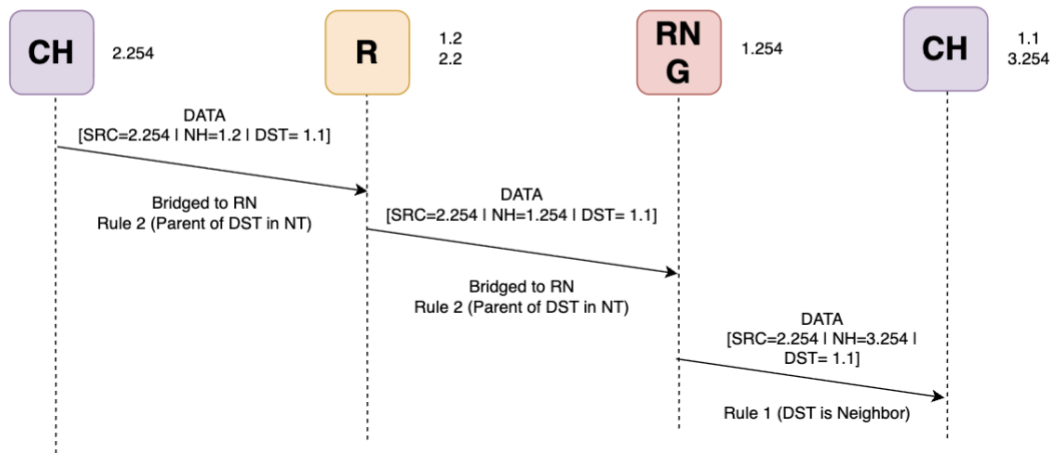 CH
2.254
R
1.2
2.2
RN
G
1.254
CH
1.1
3.254
DATA
[SRC=2.254 | NH=1.2 | DST= 1.1]
Bridged to RN
Rule 2 (Parent of DST in NT)
DATA
[SRC=2.254 | NH=1.254 | DST= 1.1]
Bridged to RN
Rule 2 (Parent of DST in NT)
DATA
[SRC=2.254 | NH=3.254 |
DST= 1.1]
Rule 1 (DST is Neighbor)